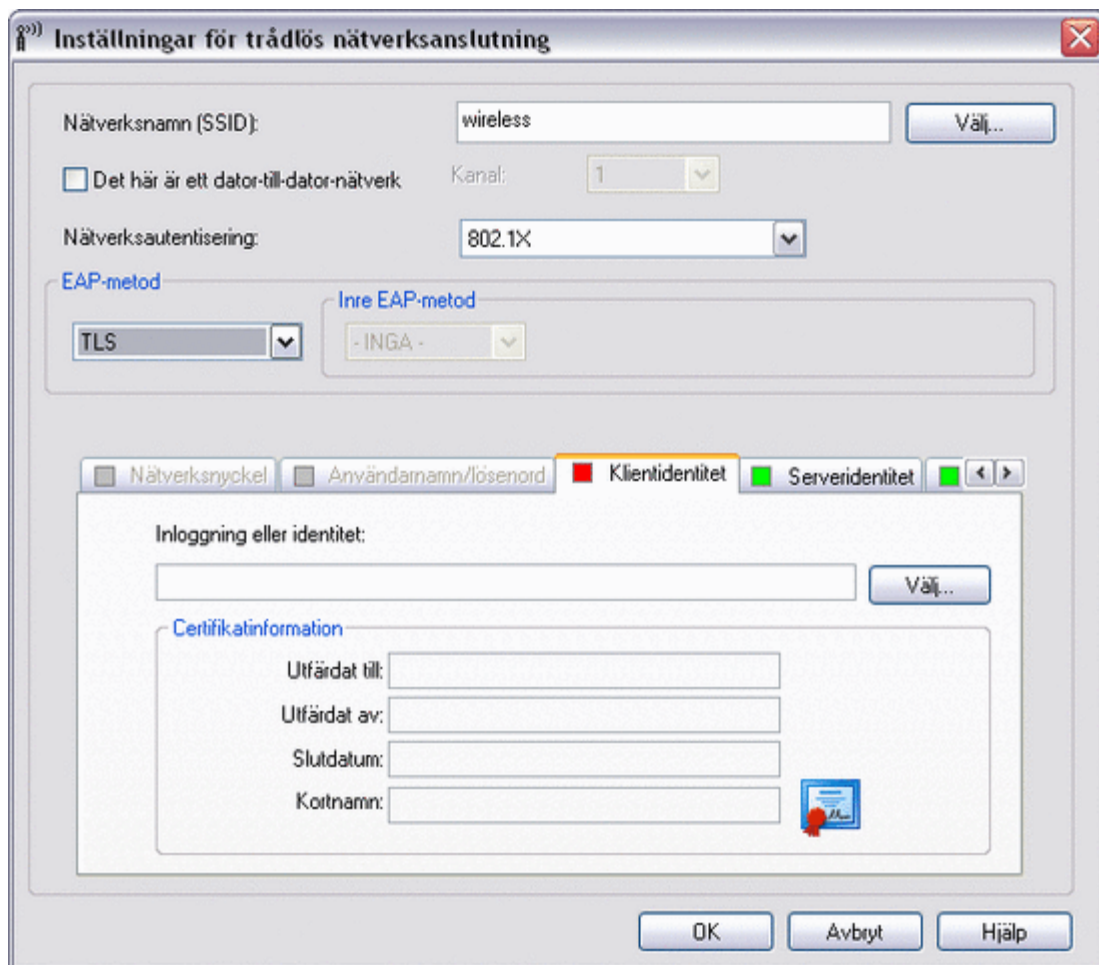 Inställningar för trådlös nätverksanslutning
Nätverksnamn (SSID): wireless Välj...
Det här är ett dator-till-dator-nätverk Kanal: 1
Nätverksautentisering: 802.1X
EAP-metod
Inre EAP-metod
TLS - INGA -
Nätverksnyckel Användarnamn/lösenord Klientidentitet Serveridentitet
Inloggning eller identitet:
Välj...
Certifikatinformation
Utfärdat till:
Utfärdat av:
Slutdatum:
Kortnamn:
OK Avbryt Hjälp